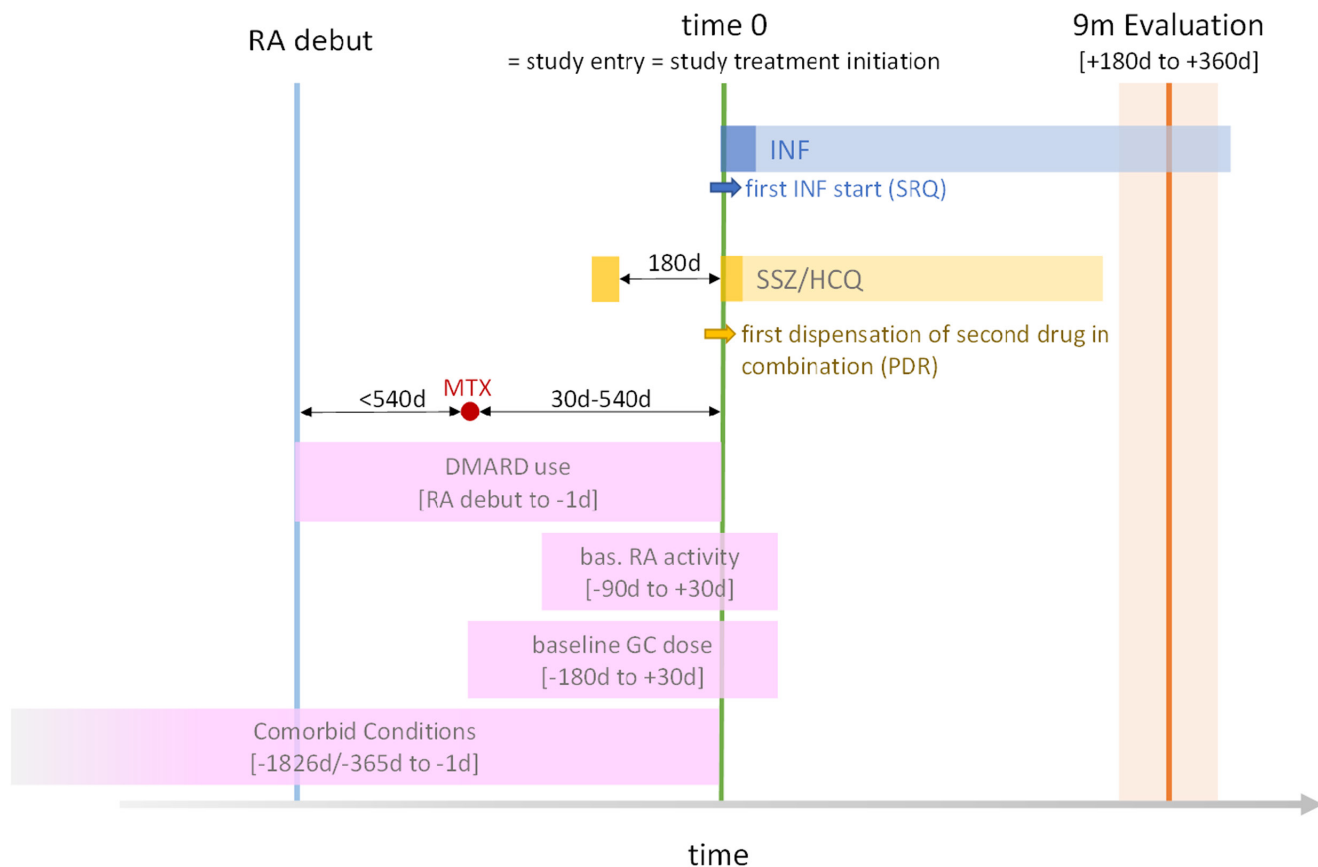 RA debut
time 0
= study entry = study treatment initiation
9m Evaluation
[+180d to +360d]
INF
first INF start (SRQ)
180d
SSZ/HCQ
first dispensation of second drug in
combination (PDR)
MTX
<540d
30d-540d
DMARD use
[RA debut to -1d]
bas. RA activity
[-90d to +30d]
baseline GC dose
[-180d to +30d]
Comorbid Conditions
[-1826d/-365d to -1d]
time